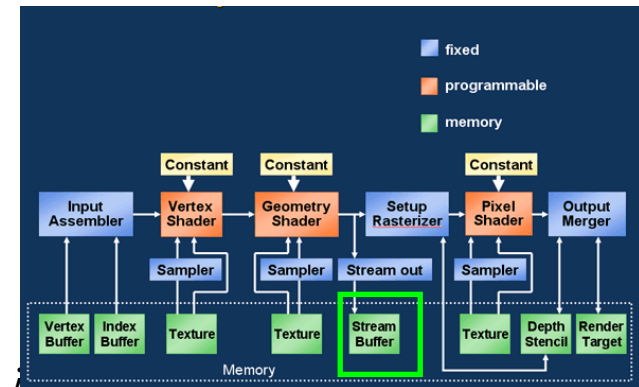 fixed
programmable
memory
Constant
Constant
Constant
Input
Assembler
Vertex
Shader
Geometry
Shader
Setup
Rasterizer
Pixel
Shader
Output
Merger
Sampler
Sampler
Stream out
Sampler
Vertex
Buffer
Index
Buffer
Texture
Texture
Stream
Buffer
Texture
Depth
Stencil
Render
Target
Memory